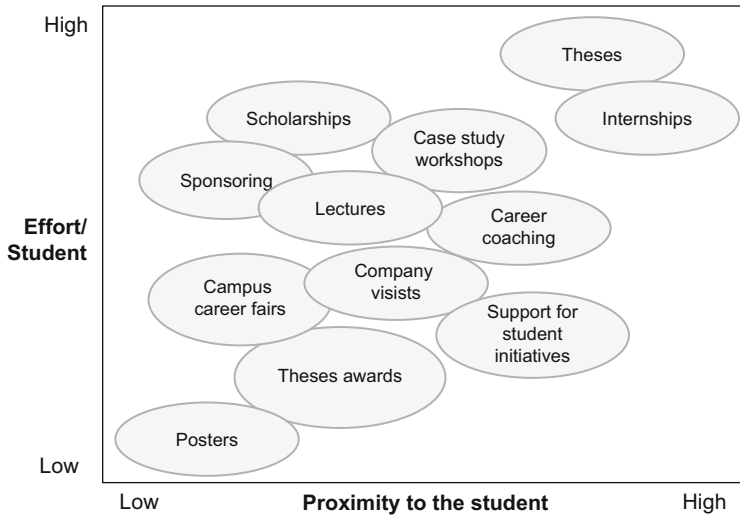 High
Theses
Scholarships
Internships
Case study
workshops
Sponsoring
Lectures
Effort/
Student
Career
coaching
Company
visists
Campus
career fairs
Support for
student
initiatives
Theses awards
Posters
Low
Low
Proximity to the student
High